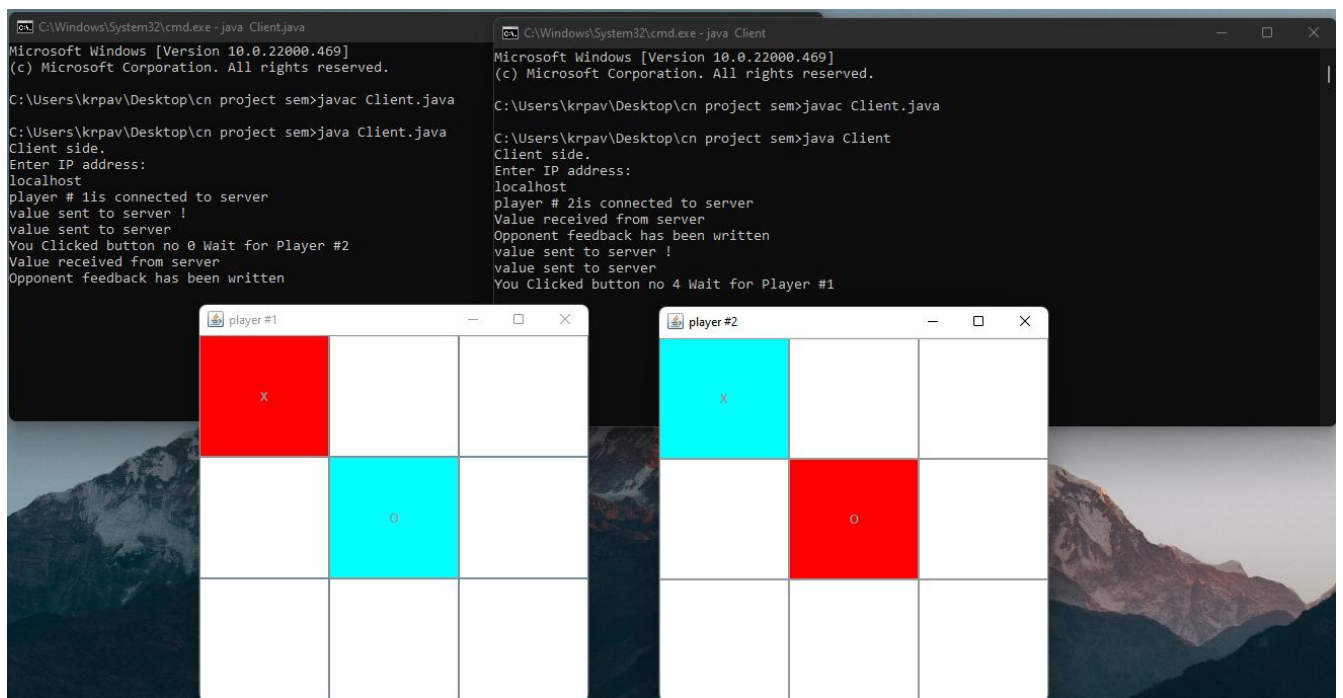 C:\Windows\System32\cmd.exe - java Client.java
Microsoft Windows [Version 10.0.22000.469]
(c) Microsoft Corporation. All rights reserved.
C:\Users\krpav\Desktop\cn project sem>javac Client.java
C:\Users\krpav\Desktop\cn project sem>java Client.java
Client side.
Enter IP address:
localhost
player # 1is connected to server
value sent to server !
value sent to server
You Clicked button no 0 Wait for Player #2
Value received from server
Opponent feedback has been written
C:\Windows\System32\cmd.exe - java Client
Microsoft Windows [Version 10.0.22000.469]
(c) Microsoft Corporation. All rights reserved.
C:\Users\krpav\Desktop\cn project sem>javac Client.java
C:\Users\krpav\Desktop\cn project sem>java Client
Client side.
Enter IP address:
localhost
player # 2is connected to server
Value received from server
Opponent feedback has been written
value sent to server !
value sent to server
You Clicked button no 4 Wait for Player #1
player #1
X
O
player #2
X
O